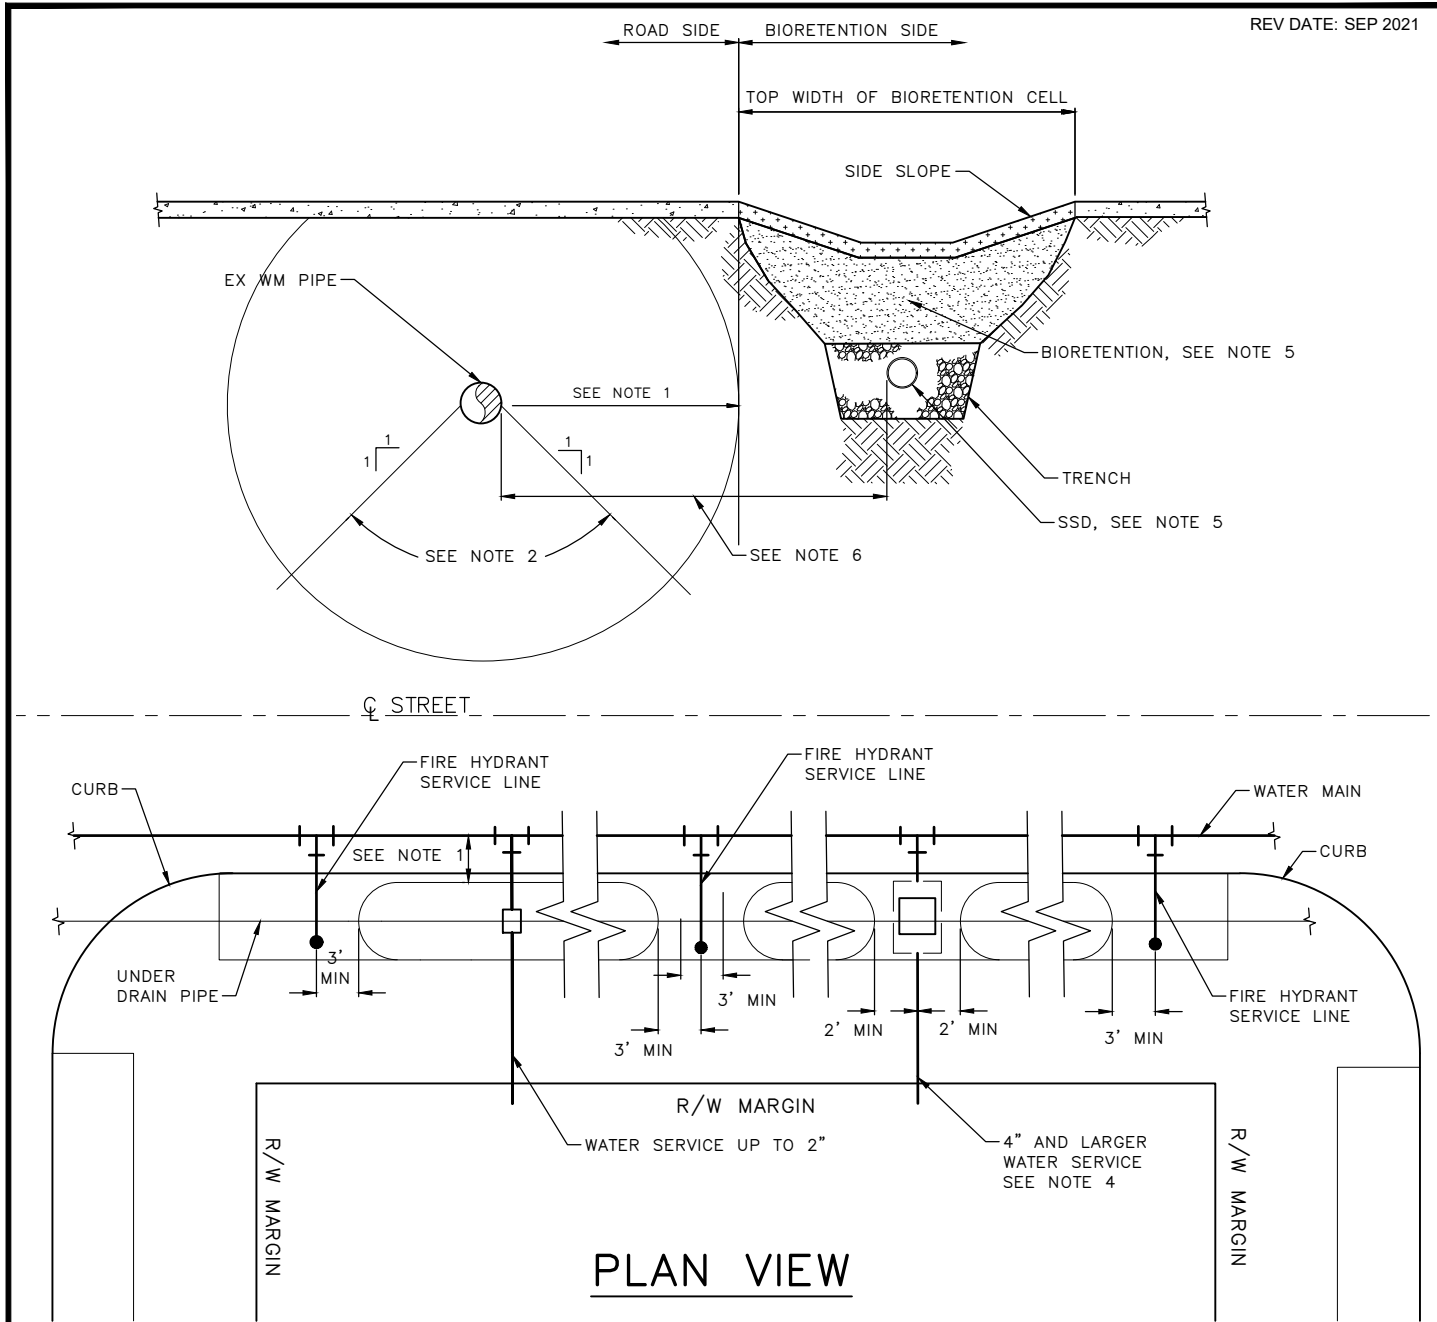 REV DATE: SEP 2021
ROAD SIDE
BIORETENTION SIDE
TOP WIDTH OF BIORETENTION CELL
SIDE SLOPE
EX WM PIPE
SEE NOTE 1
BIORETENTION, SEE NOTE 5
1
1
1
1
TRENCH
SSD, SEE NOTE 5
SEE NOTE 2
SEE NOTE 6
℄ STREET
FIRE HYDRANT
SERVICE LINE
FIRE HYDRANT
SERVICE LINE
CURB
WATER MAIN
SEE NOTE 1
CURB
3'
MIN
UNDER
DRAIN PIPE
3' MIN
3' MIN
2' MIN
2' MIN
3' MIN
FIRE HYDRANT
SERVICE LINE
R/W MARGIN
WATER SERVICE UP TO 2"
4" AND LARGER
WATER SERVICE
SEE NOTE 4
R/W MARGIN
R/W MARGIN
PLAN VIEW